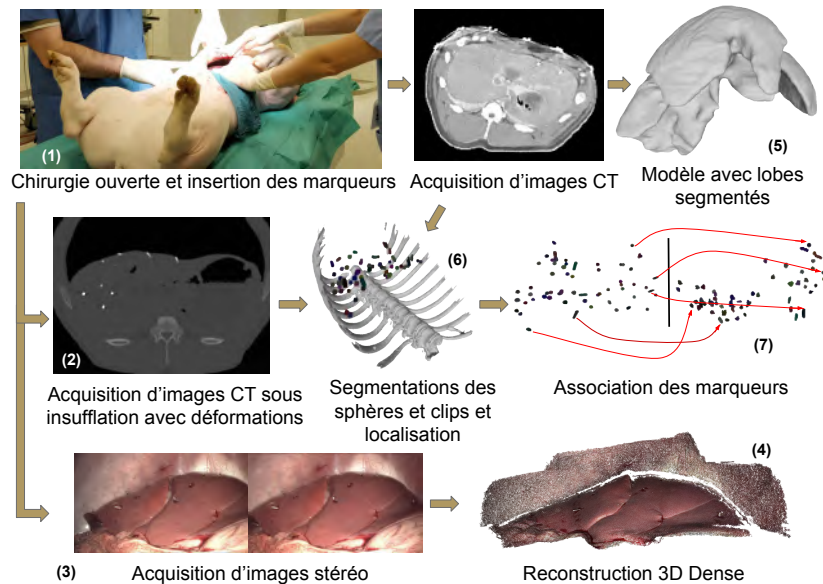 (1)
(5)
Chirurgie ouverte et insertion des marqueurs
Acquisition d'images CT
Modèle avec lobes
segmentés
(6)
(2)
(7)
Acquisition d'images CT sous
insufflation avec déformations
Segmentations des
sphères et clips et
localisation
Association des marqueurs
(4)
(3)
Acquisition d'images stéréo
Reconstruction 3D Dense